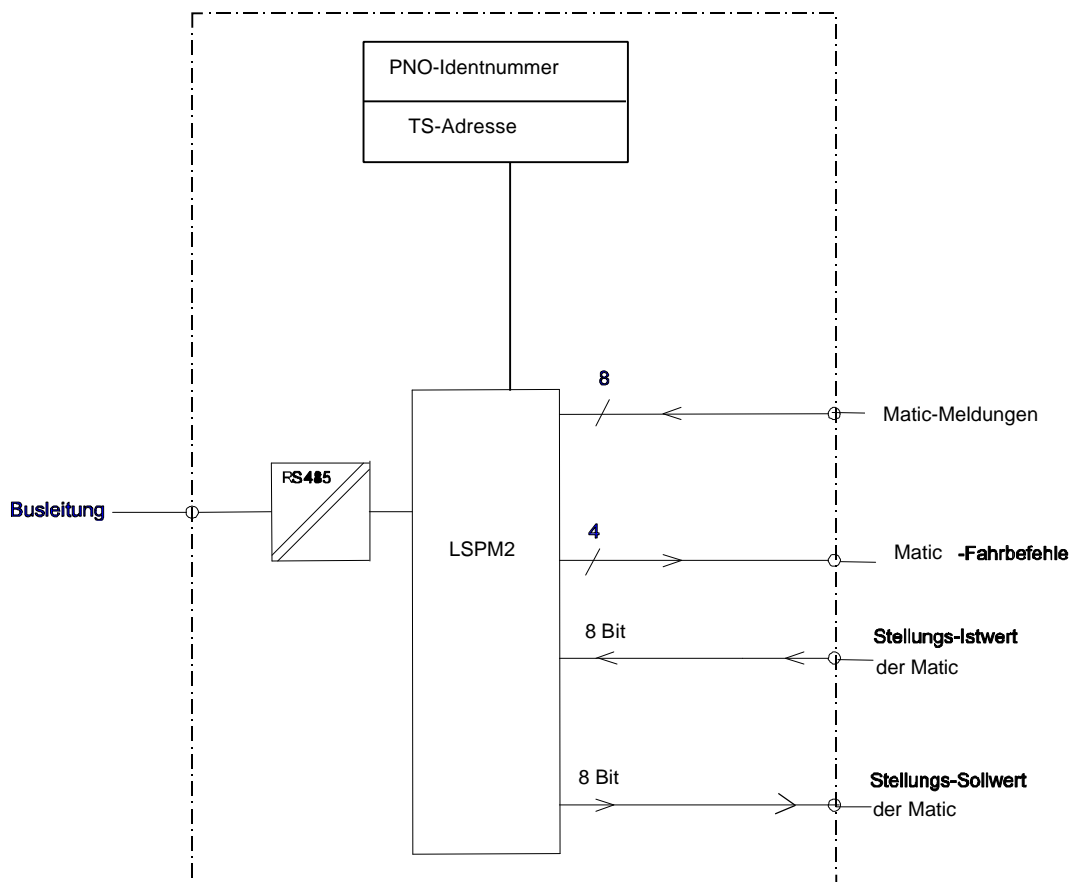 PNO-Identnummer
TS-Adresse
8
Matic-Meldungen
RS485
Busleitung
LSPM2
4
Matic -Fahrbefehle
8 Bit
Stellungs-Istwert
der Matic
8 Bit
Stellungs-Sollwert
der Matic